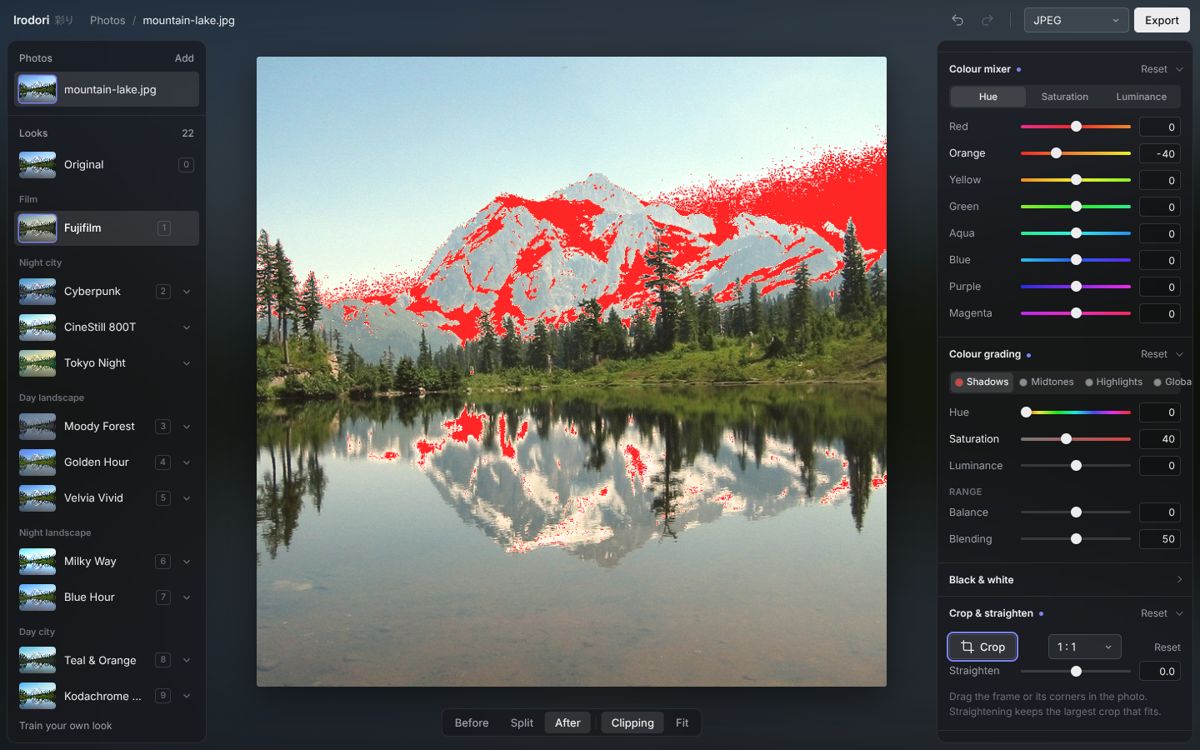 Irodori 彩り Photos / mountain-lake.jpg JPEG Export
Photos Add
mountain-lake.jpg
Looks 22
Original 0
Film
Fujifilm 1
Night city
Cyberpunk 2
CineStill 800T
Tokyo Night
Day landscape
Moody Forest 3
Golden Hour 4
Velvia Vivid 5
Night landscape
Milky Way 6
Blue Hour 7
Day city
Teal & Orange 8
Kodachrome ... 9
Train your own look
Before Split After Clipping Fit
Colour mixer Reset
Hue Saturation Luminance
Red 0
Orange -40
Yellow 0
Green 0
Aqua 0
Blue 0
Purple 0
Magenta 0
Colour grading Reset
Shadows Midtones Highlights Globa
Hue 0
Saturation 40
Luminance 0
RANGE
Balance 0
Blending 50
Black & white
Crop & straighten Reset
Crop 1 : 1 Reset
Straighten 0.0
Drag the frame or its corners in the photo.
Straightening keeps the largest crop that fits.